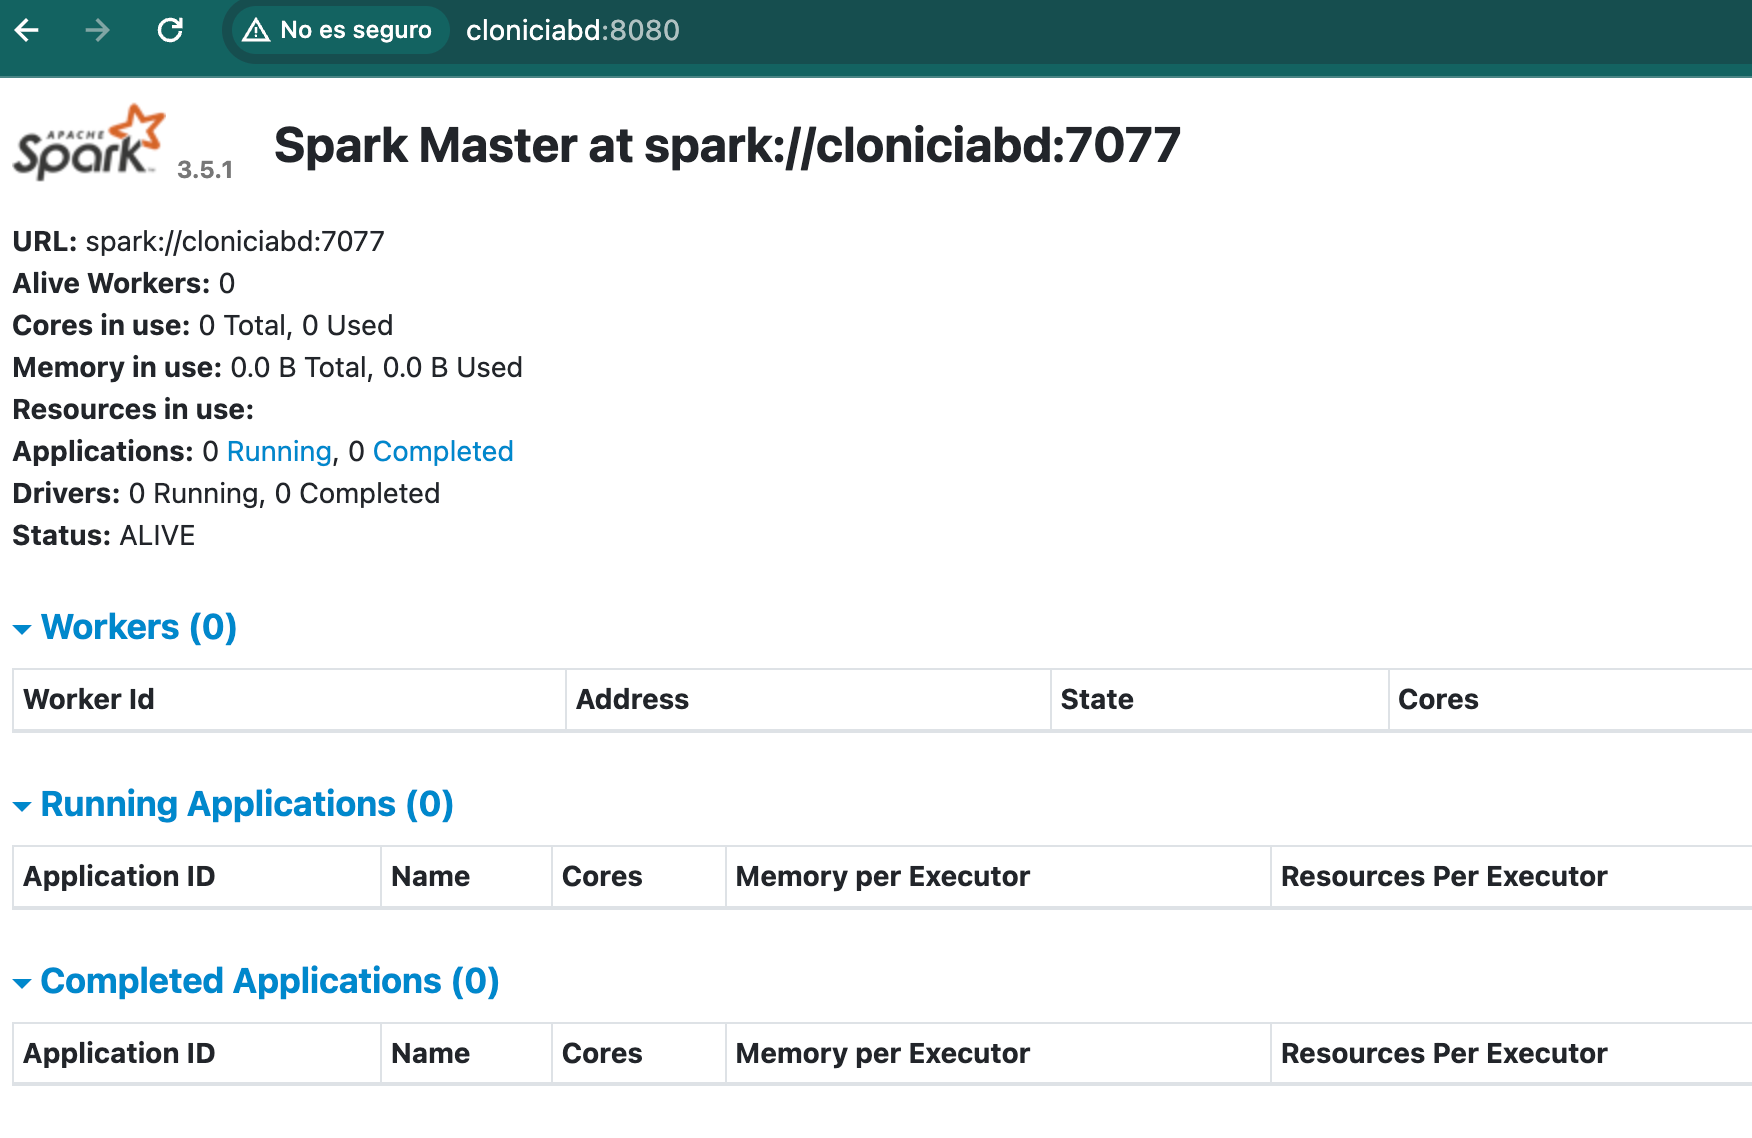 No es seguro cloniciabd:8080
APACHE
Spark™ 3.5.1
Spark Master at spark://cloniciabd:7077
URL: spark://cloniciabd:7077
Alive Workers: 0
Cores in use: 0 Total, 0 Used
Memory in use: 0.0 B Total, 0.0 B Used
Resources in use:
Applications: 0 Running, 0 Completed
Drivers: 0 Running, 0 Completed
Status: ALIVE
Workers (0)
Worker Id Address State Cores
Running Applications (0)
Application ID Name Cores Memory per Executor Resources Per Executor
Completed Applications (0)
Application ID Name Cores Memory per Executor Resources Per Executor